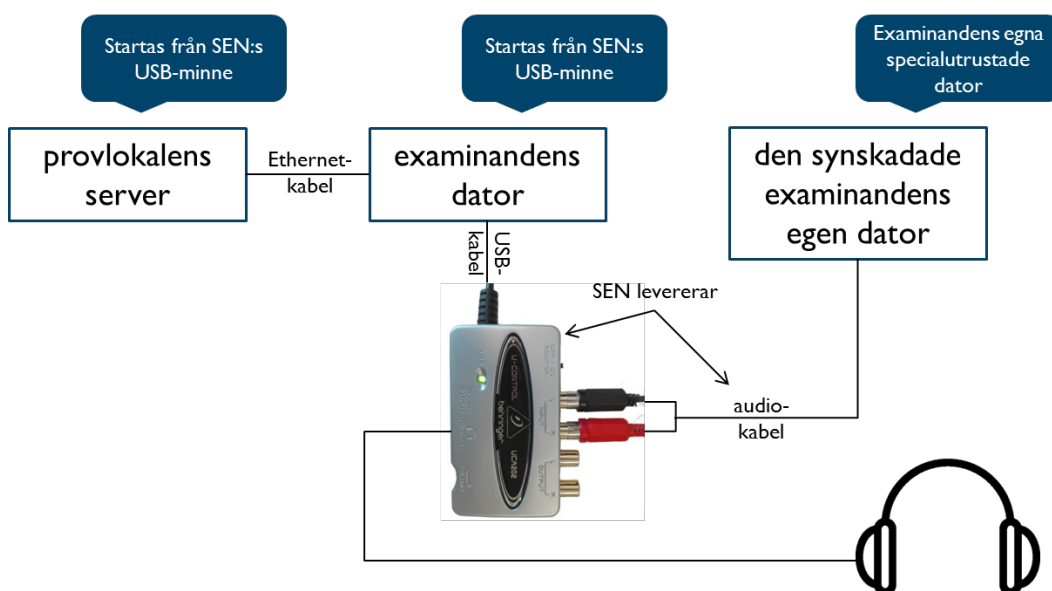 Startas från SEN:s
USB-minne
Startas från SEN:s
USB-minne
Examinandens egna
specialutrustade
dator
provlokalens
server
Ethernet-
kabel
examinandens
dator
den synskadade
examinandens
egen dator
USB-
kabel
SEN levererar
audio-
kabel
U-CONTROL
behringer
UCA202
INPUT
L
R
OUTPUT
L
R